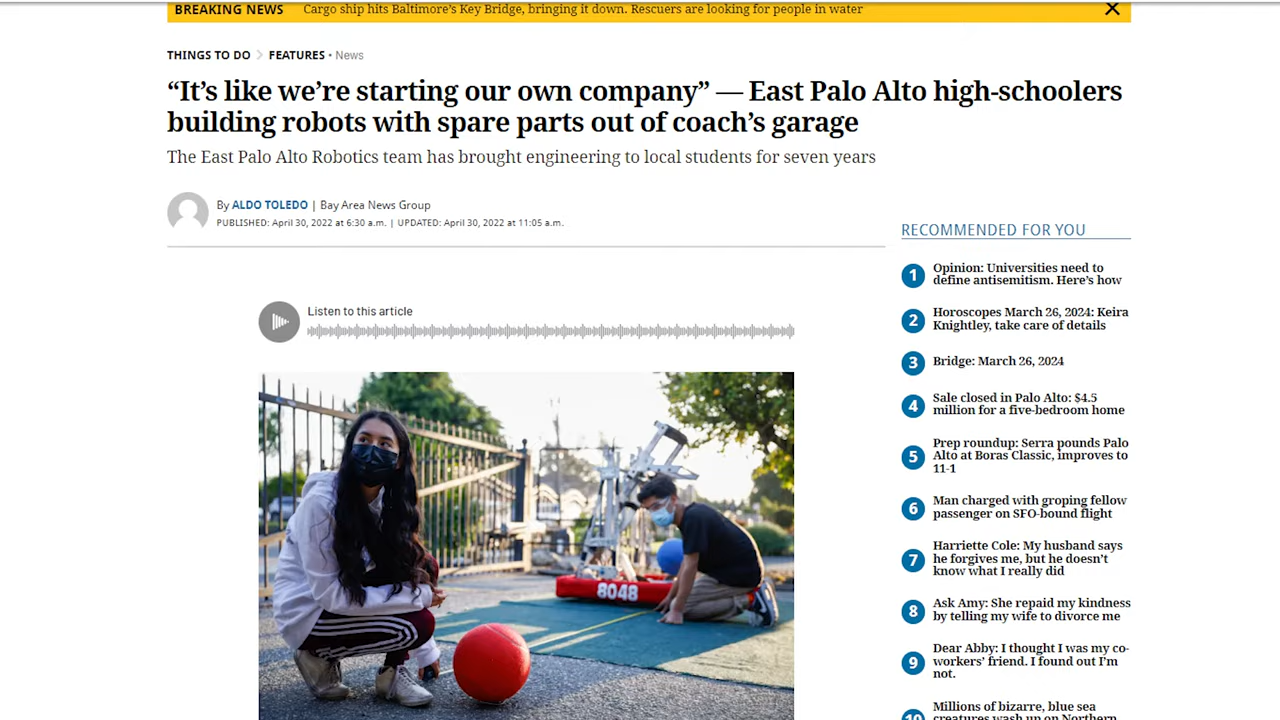 BREAKING NEWS Cargo ship hits Baltimore's Key Bridge, bringing it down. Rescuers are looking for people in water
THINGS TO DO FEATURES • News
“It’s like we’re starting our own company” — East Palo Alto high-schoolers
building robots with spare parts out of coach’s garage
The East Palo Alto Robotics team has brought engineering to local students for seven years
By ALDO TOLEDO | Bay Area News Group
PUBLISHED: April 30, 2022 at 6:30 a.m. | UPDATED: April 30, 2022 at 11:05 a.m.
Listen to this article
8048
RECOMMENDED FOR YOU
1 Opinion: Universities need to
define antisemitism. Here’s how
2 Horoscopes March 26, 2024: Keira
Knightley, take care of details
3 Bridge: March 26, 2024
4 Sale closed in Palo Alto: $4.5
million for a five-bedroom home
5 Prep roundup: Serra pounds Palo
Alto at Boras Classic, improves to
11-1
6 Man charged with groping fellow
passenger on SFO-bound flight
7 Harriette Cole: My husband says
he forgives me, but he doesn’t
know what I really did
8 Ask Amy: She repaid my kindness
by telling my wife to divorce me
9 Dear Abby: I thought I was my co-
workers’ friend. I found out I’m
not.
10 Millions of bizarre, blue sea
creatures wash up on Northern